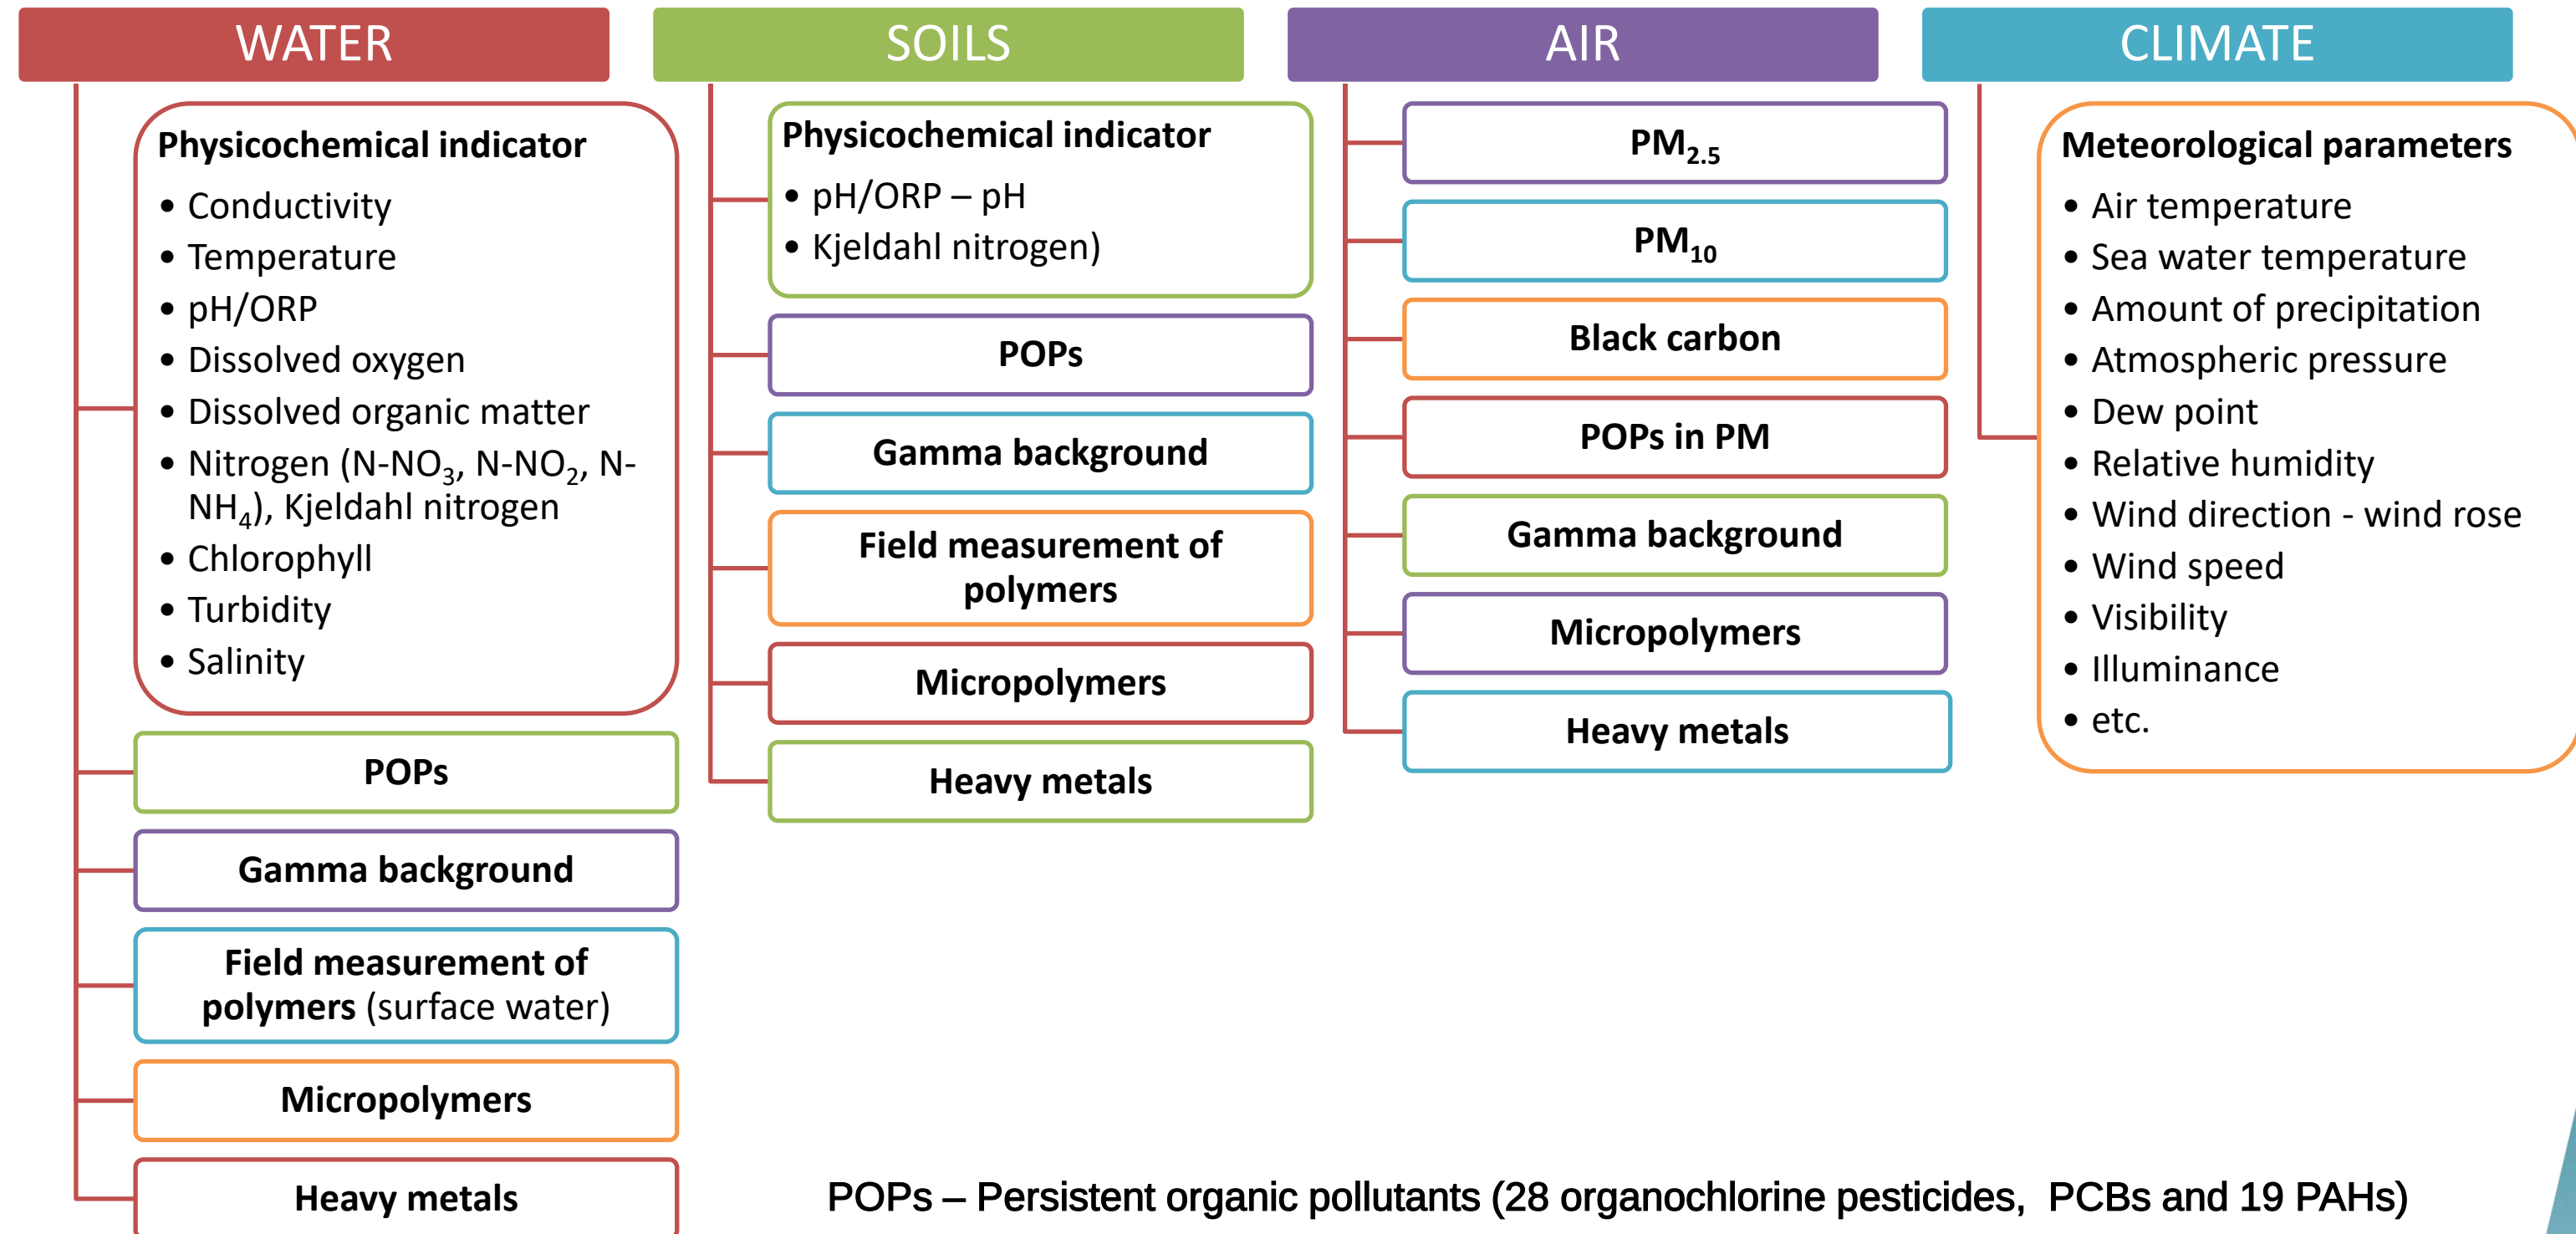 WATER
Physicochemical indicator
• Conductivity
• Temperature
• pH/ORP
• Dissolved oxygen
• Dissolved organic matter
• Nitrogen (N-NO₃, N-NO₂, N-
NH₄), Kjeldahl nitrogen
• Chlorophyll
• Turbidity
• Salinity
POPs
Gamma background
Field measurement of
polymers (surface water)
Micropolymers
Heavy metals
SOILS
Physicochemical indicator
• pH/ORP – pH
• Kjeldahl nitrogen)
POPs
Gamma background
Field measurement of
polymers
Micropolymers
Heavy metals
AIR
PM₂.₅
PM₁₀
Black carbon
POPs in PM
Gamma background
Micropolymers
Heavy metals
CLIMATE
Meteorological parameters
• Air temperature
• Sea water temperature
• Amount of precipitation
• Atmospheric pressure
• Dew point
• Relative humidity
• Wind direction - wind rose
• Wind speed
• Visibility
• Illuminance
• etc.
POPs – Persistent organic pollutants (28 organochlorine pesticides, PCBs and 19 PAHs)